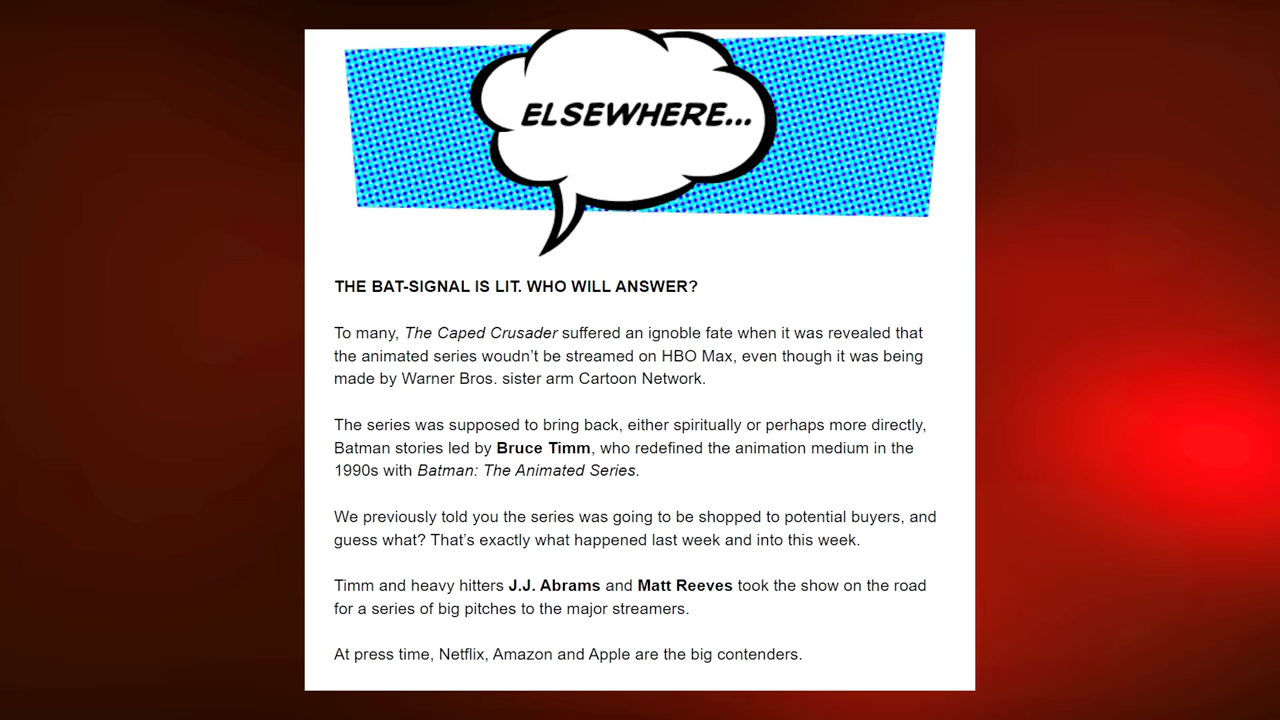 ELSEWHERE...
THE BAT-SIGNAL IS LIT. WHO WILL ANSWER?
To many, The Caped Crusader suffered an ignoble fate when it was revealed that
the animated series woudn’t be streamed on HBO Max, even though it was being
made by Warner Bros. sister arm Cartoon Network.
The series was supposed to bring back, either spiritually or perhaps more directly,
Batman stories led by Bruce Timm, who redefined the animation medium in the
1990s with Batman: The Animated Series.
We previously told you the series was going to be shopped to potential buyers, and
guess what? That’s exactly what happened last week and into this week.
Timm and heavy hitters J.J. Abrams and Matt Reeves took the show on the road
for a series of big pitches to the major streamers.
At press time, Netflix, Amazon and Apple are the big contenders.